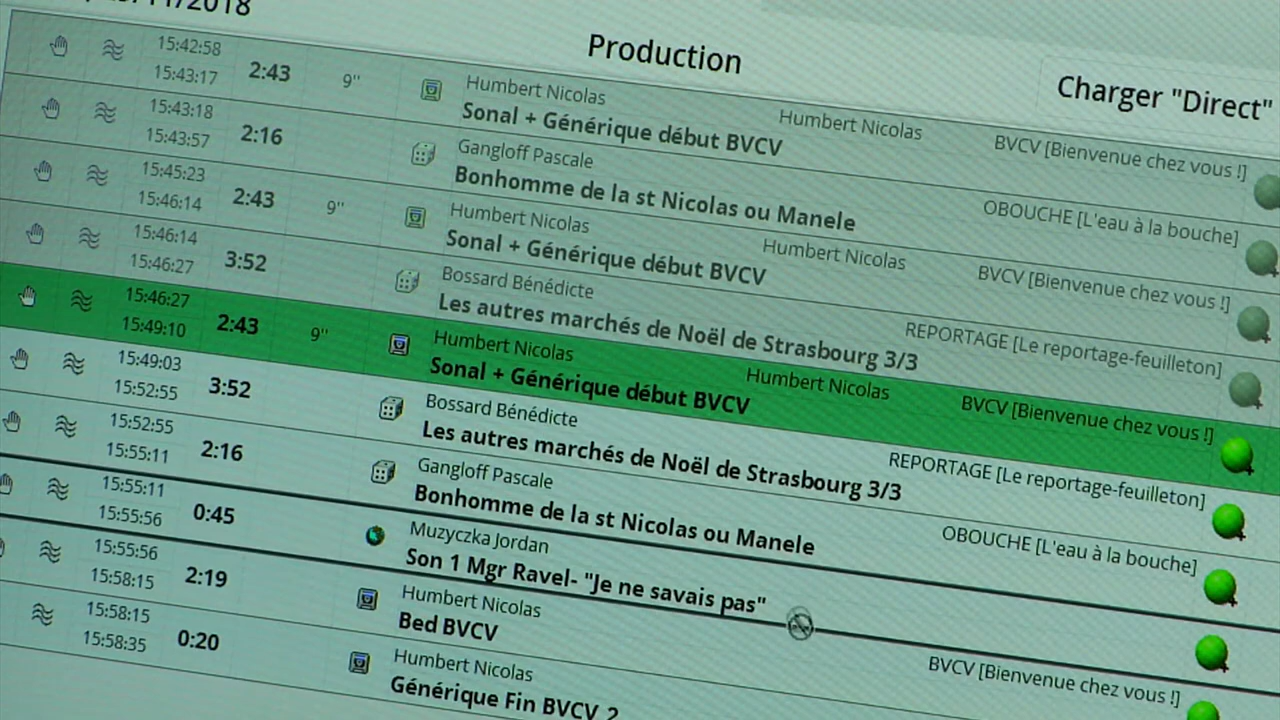 /11/2018
Production
Charger "Direct"
15:42:58
15:43:17
2:43
9"
Humbert Nicolas
Sonal + Générique début BVCV
Humbert Nicolas
BVCV [Bienvenue chez vous !]
15:43:18
15:43:57
2:16
Gangloff Pascale
Bonhomme de la st Nicolas ou Manele
OBOUCHE [L'eau à la bouche]
15:45:23
15:46:14
2:43
9"
Humbert Nicolas
Sonal + Générique début BVCV
Humbert Nicolas
BVCV [Bienvenue chez vous !]
15:46:14
15:46:27
3:52
Bossard Bénédicte
Les autres marchés de Noël de Strasbourg 3/3
REPORTAGE [Le reportage-feuilleton]
15:46:27
15:49:10
2:43
9"
Humbert Nicolas
Sonal + Générique début BVCV
Humbert Nicolas
BVCV [Bienvenue chez vous !]
15:49:03
15:52:55
3:52
Bossard Bénédicte
Les autres marchés de Noël de Strasbourg 3/3
REPORTAGE [Le reportage-feuilleton]
15:52:55
15:55:11
2:16
Gangloff Pascale
Bonhomme de la st Nicolas ou Manele
OBOUCHE [L'eau à la bouche]
15:55:11
15:55:56
0:45
Muzyczka Jordan
Son 1 Mgr Ravel- "Je ne savais pas"
15:55:56
15:58:15
2:19
Humbert Nicolas
Bed BVCV
BVCV [Bienvenue chez vous !]
15:58:15
15:58:35
0:20
Humbert Nicolas
Générique Fin BVCV 2